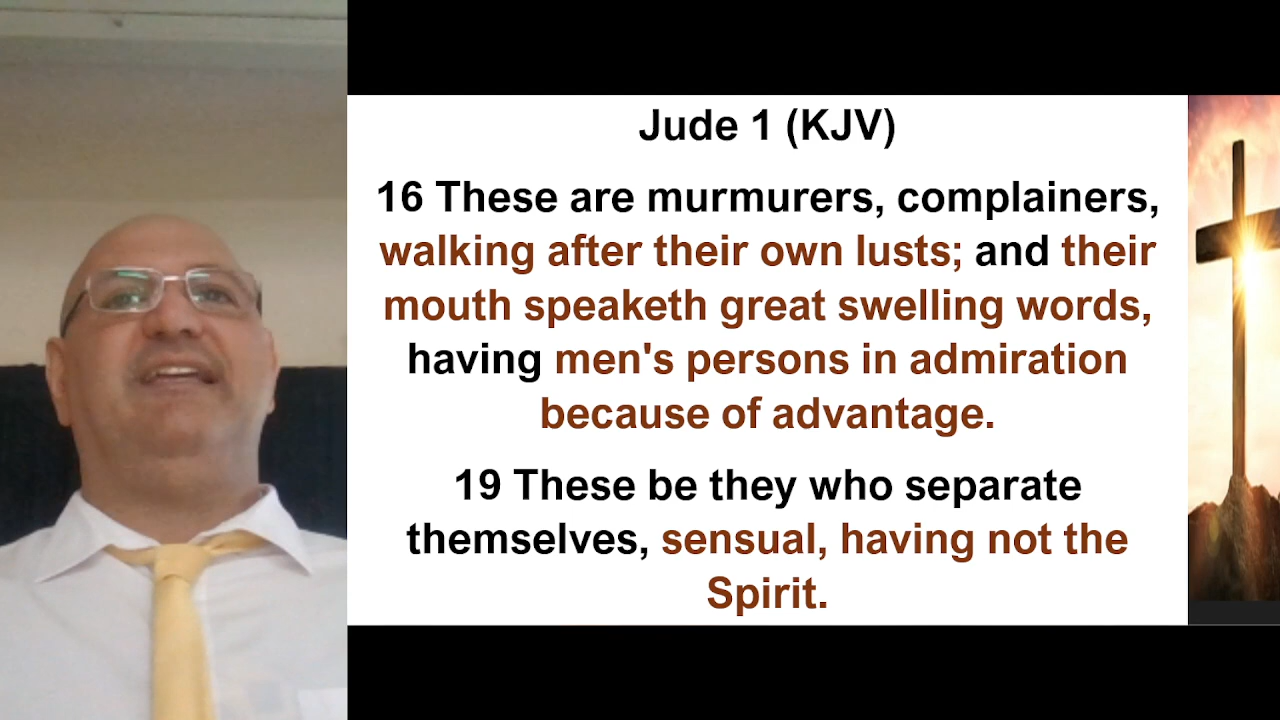 Jude 1 (KJV)
16 These are murmurers, complainers,
walking after their own lusts; and their
mouth speaketh great swelling words,
having men's persons in admiration
because of advantage.
19 These be they who separate
themselves, sensual, having not the
Spirit.